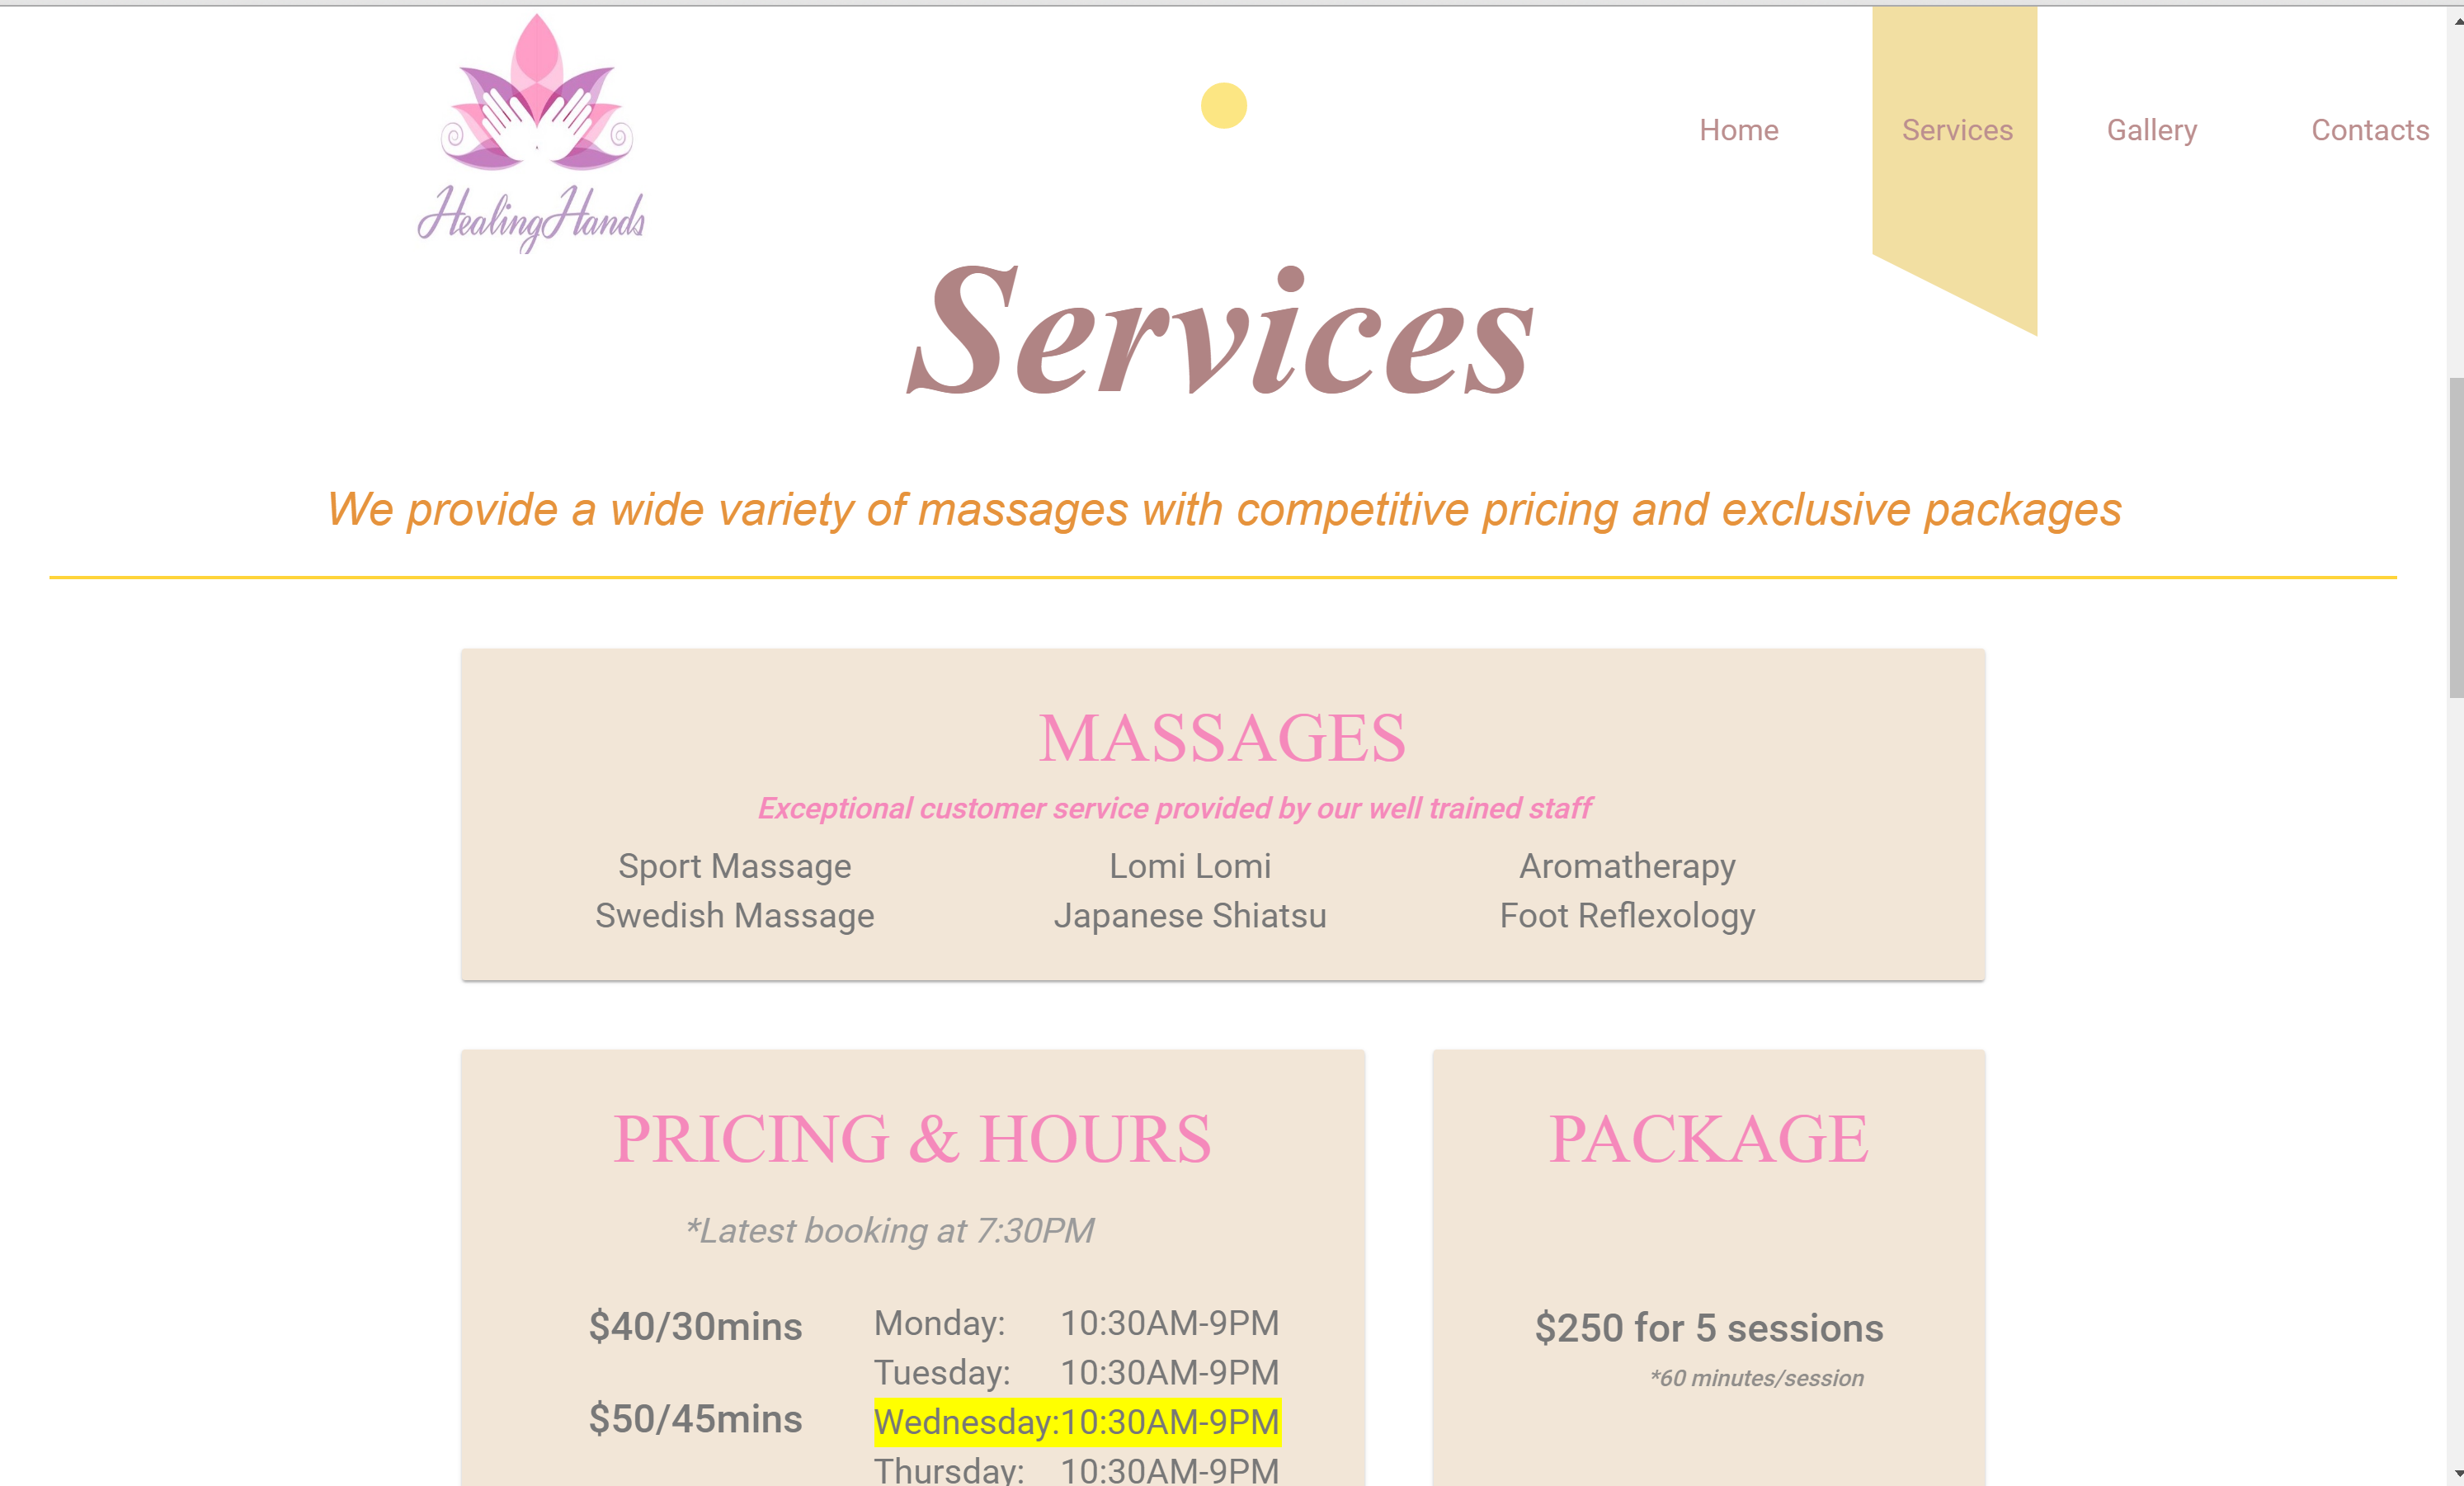 HealingHands
Home Services Gallery Contacts
Services
We provide a wide variety of massages with competitive pricing and exclusive packages
MASSAGES
Exceptional customer service provided by our well trained staff
Sport Massage Lomi Lomi Aromatherapy
Swedish Massage Japanese Shiatsu Foot Reflexology
PRICING & HOURS
*Latest booking at 7:30PM
$40/30mins
$50/45mins
Monday: 10:30AM-9PM
Tuesday: 10:30AM-9PM
Wednesday:10:30AM-9PM
Thursday: 10:30AM-9PM
PACKAGE
$250 for 5 sessions
*60 minutes/session